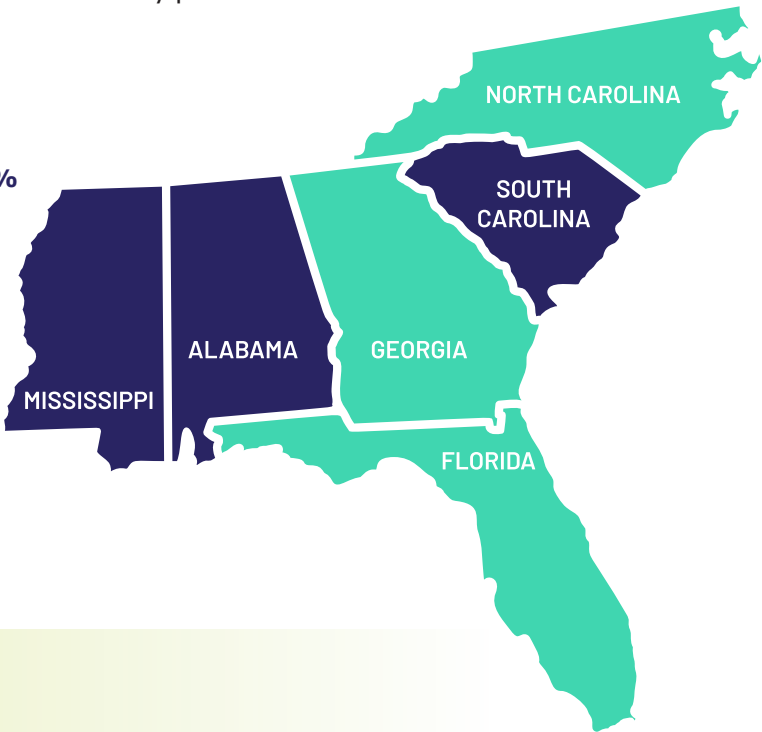 NORTH CAROLINA
%
SOUTH
CAROLINA
ALABAMA
GEORGIA
MISSISSIPPI
FLORIDA